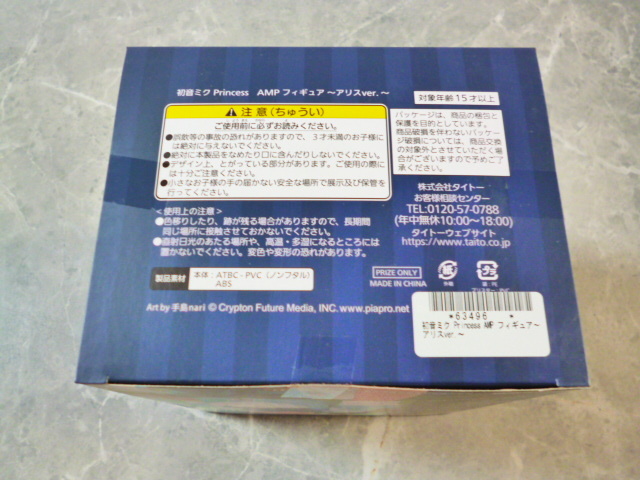 初音ミク Princess AMP フィギュア ～アリスver.～
対象年齢15才以上
⚠ 注意(ちゅうい)
ご使用前に必ずお読みください。
●誤飲等の事故の恐れがありますので、3才未満のお子様に
は絶対に与えないでください。
●絶対に本製品をなめたり口に含んだりしないでください。
●デザイン上、とがっている部分があります。ご使用の際に
は十分ご注意ください。
●小さなお子様の手の届かない安全な場所で展示及び保管を
行ってください。
パッケージは、商品の梱包と
保護を目的としています。
商品破損を伴わないパッケー
ジ破損については、商品交換
の対象外とさせていただく場
合がございますので予めご了
承ください。
<使用上の注意>
●色移りしたり、跡が残る場合がありますので、長期間
同じ場所に接触させておかないでください。
●直射日光のあたる場所や、高温・多湿になるところには
置かないでください。変色や変形の恐れがあります。
株式会社タイトー
お客様相談センター
TEL:0120-57-0788
(年中無休10:00～18:00)
タイトーウェブサイト
https://www.taito.co.jp
製品素材
本体:ATBC-PVC(ノンフタル)
ABS
PRIZE ONLY
MADE IN CHINA
紙
外箱
プラ
Art by 手島nari © Crypton Future Media, INC. www.piapro.net
*63496
初音ミク Princess AMP フィギュア～
アリスver.～